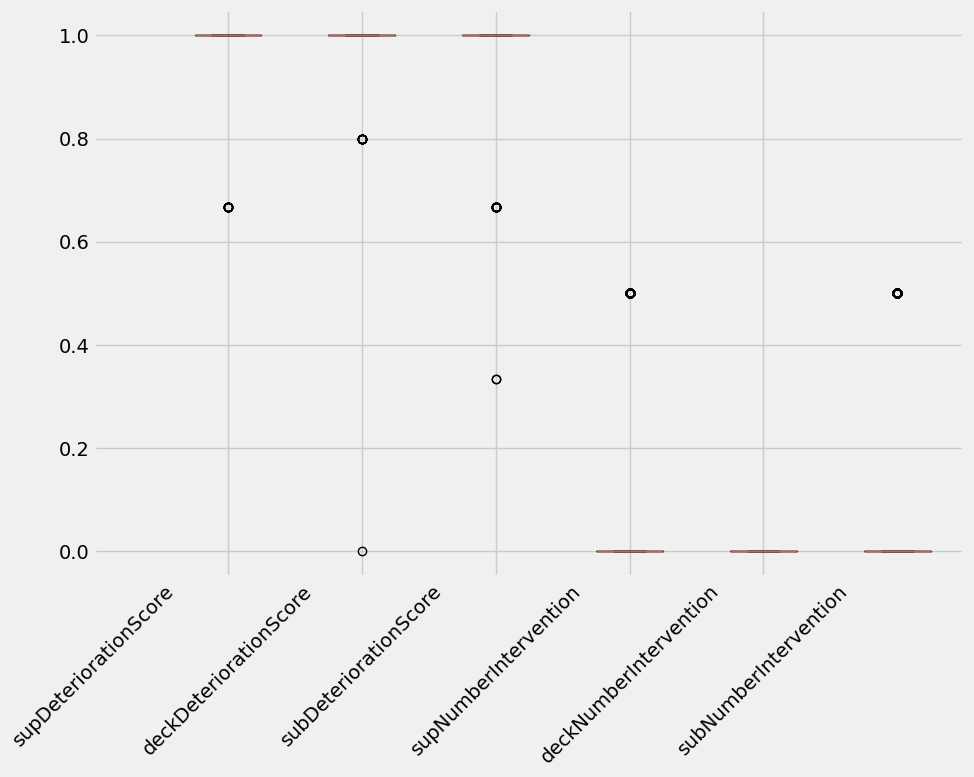 1.0
0.8
0.6
0.4
0.2
0.0
supDeteriorationScore
deckDeteriorationScore
subDeteriorationScore
supNumberIntervention
deckNumberIntervention
subNumberIntervention